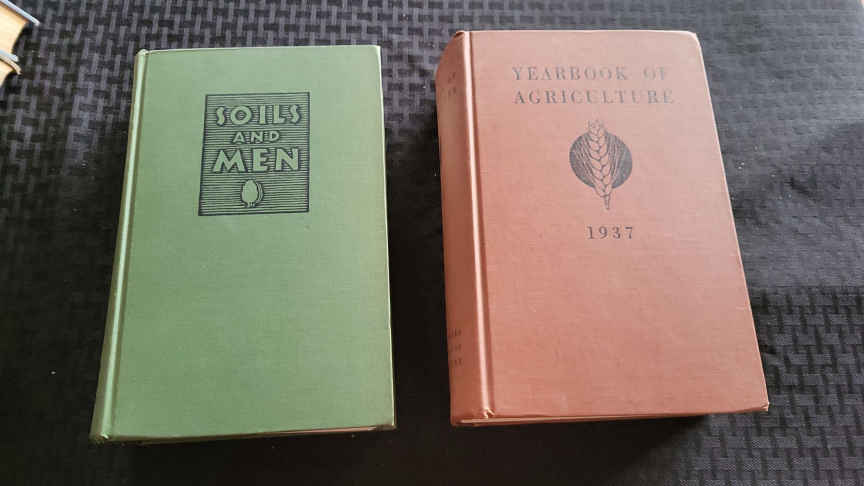 SOILS
AND
MEN
YEARBOOK OF
AGRICULTURE
1937